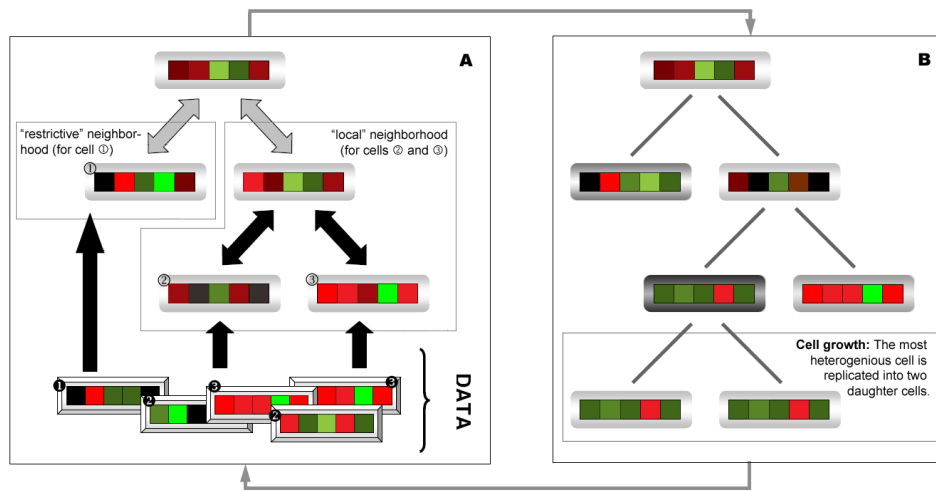 A
"restrictive" neighbor-
hood (for cell ①)
"local" neighborhood
(for cells ② and ③)
①
②
③
❶
❷
❸
❷
❸
DATA
B
Cell growth: The most
heterogenious cell is
replicated into two
daughter cells.